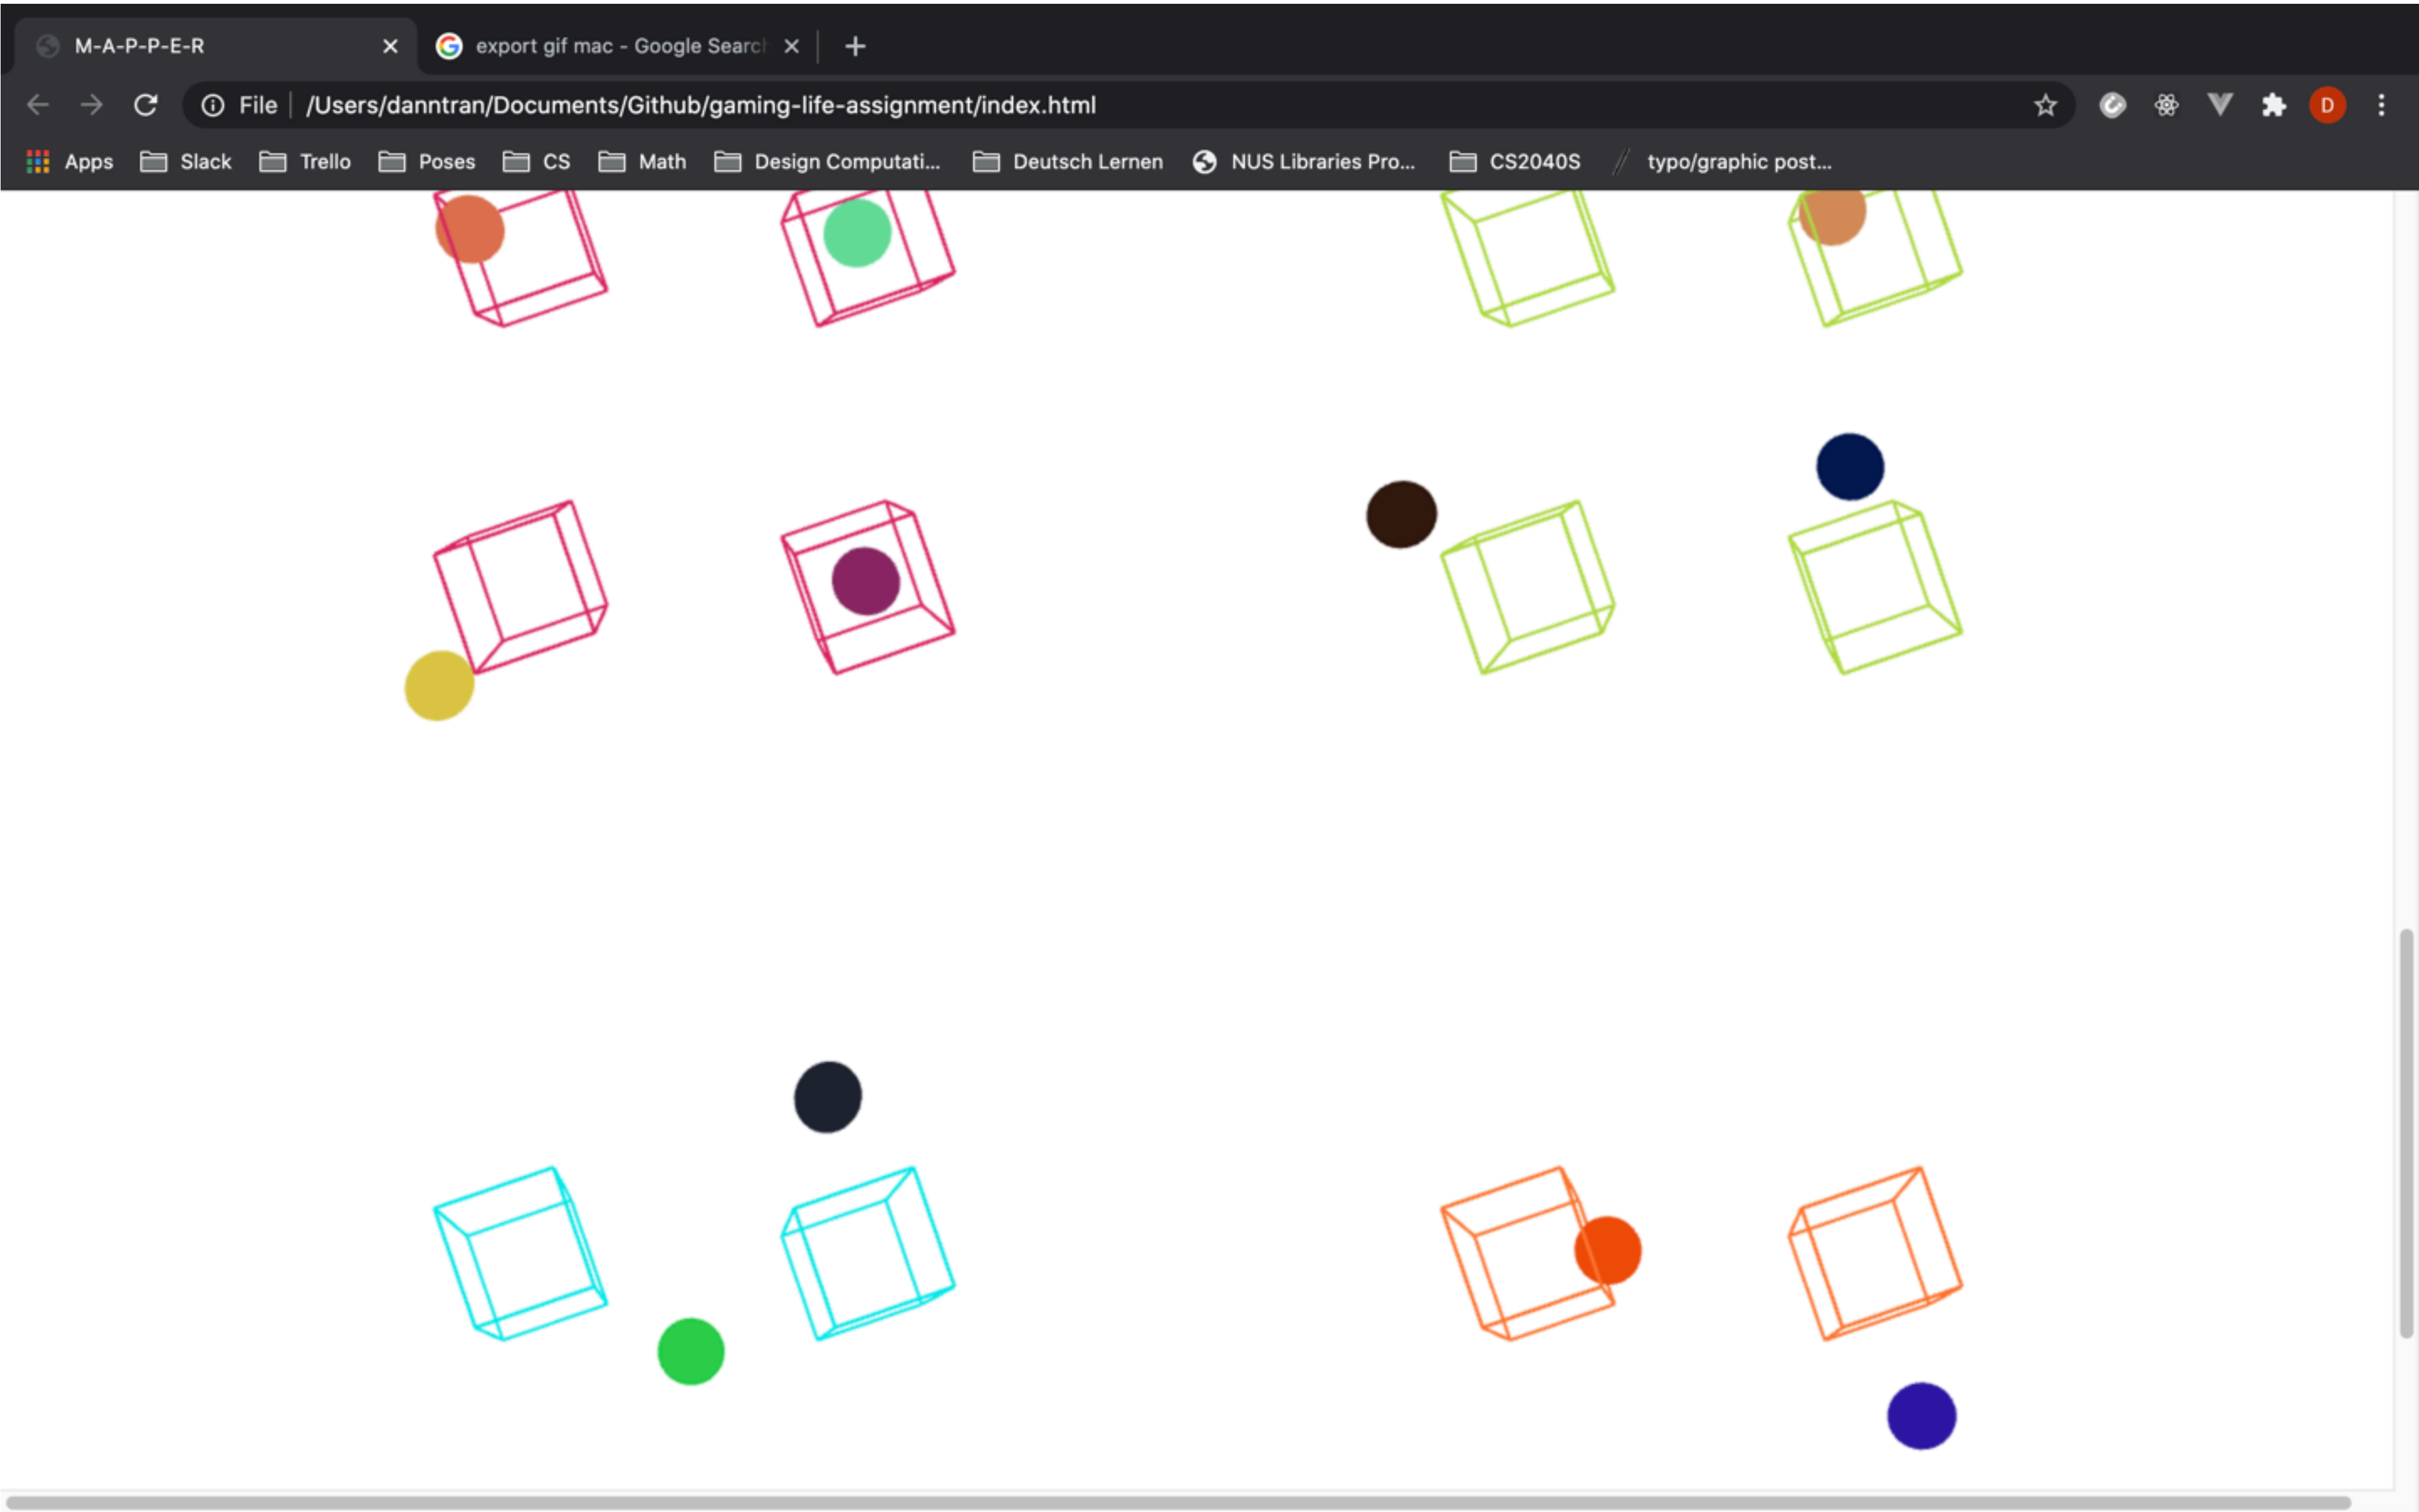 M-A-P-P-E-R export gif mac - Google Search
File /Users/danntran/Documents/Github/gaming-life-assignment/index.html D
Apps Slack Trello Poses CS Math Design Computati... Deutsch Lernen NUS Libraries Pro... CS2040S typo/graphic post...